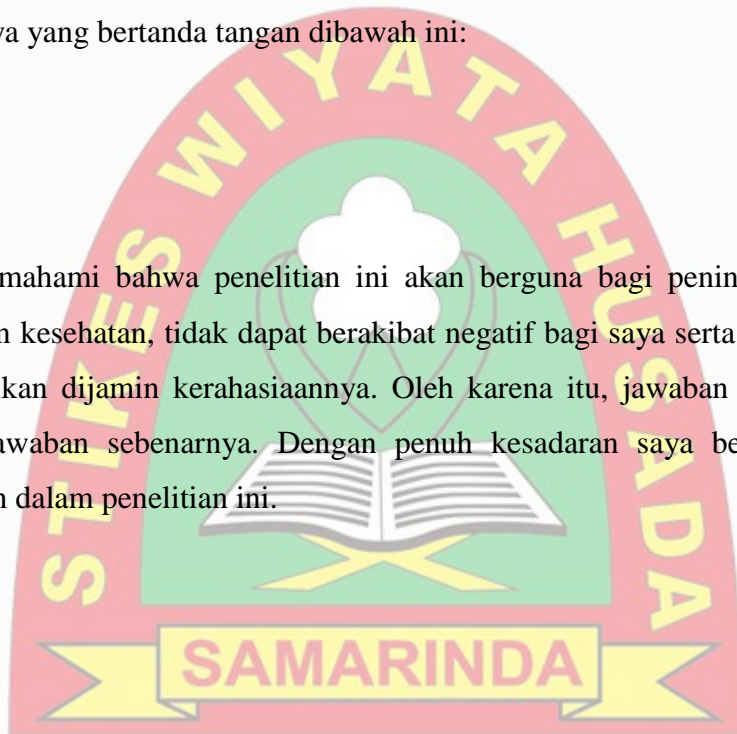 ya yang bertanda tangan dibawah ini:
STIKES WIYATA HUSADA
mahami bahwa penelitian ini akan berguna bagi penin
n kesehatan, tidak dapat berakibat negatif bagi saya serta
kan dijamin kerahasiaannya. Oleh karena itu, jawaban
awaban sebenarnya. Dengan penuh kesadaran saya be
n dalam penelitian ini.
SAMARINDA